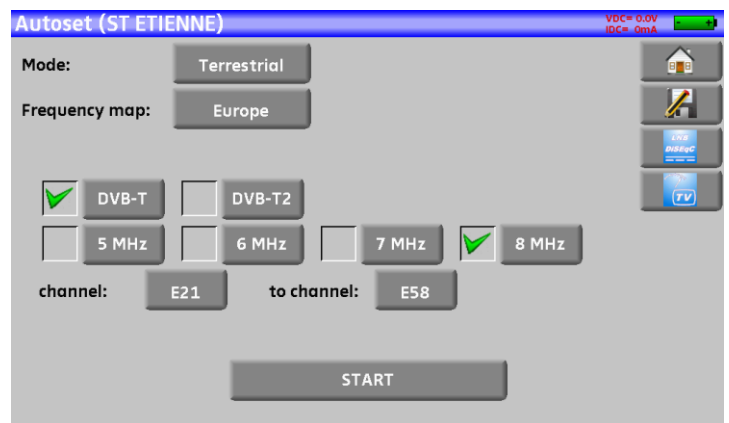 Autoset (ST ETIENNE) VDC= 0.0V
IDC= 0mA
Mode: Terrestrial
Frequency map: Europe
LNB
DiSEqC
TV
DVB-T DVB-T2
5 MHz 6 MHz 7 MHz 8 MHz
channel: E21 to channel: E58
START